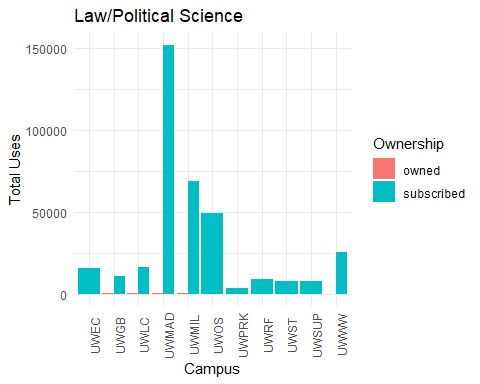 Law/Political Science
Total Uses
150000
100000
50000
0
UWEC
UWGB
UWLC
UWMAD
UWMIL
UWOS
UWPRK
UWRF
UWST
UWSUP
UWWW
Campus
Ownership
owned
subscribed